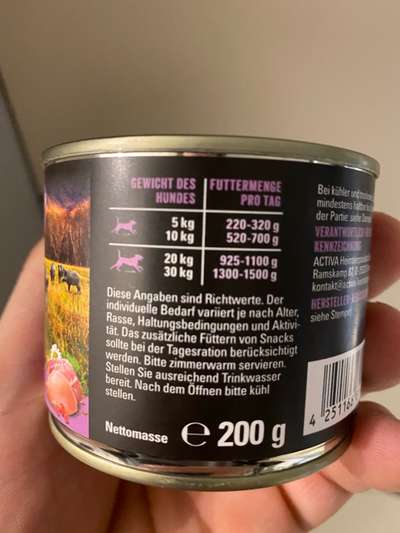 GEWICHT DES HUNDES
FUTTERMENGE PRO TAG
5 kg 220-320 g
10 kg 520-700 g
20 kg 925-1100 g
30 kg 1300-1500 g
Diese Angaben sind Richtwerte. Der
individuelle Bedarf variiert je nach Alter,
Rasse, Haltungsbedingungen und Aktivi-
tät. Das zusätzliche Füttern von Snacks
sollte bei der Tagesration berücksichtigt
werden. Bitte zimmerwarm servieren.
Stellen Sie ausreichend Trinkwasser
bereit. Nach dem Öffnen bitte kühl
stellen.
Nettomasse ℮ 200 g
Bei kühler und
mindestens haltbar
der Partie: siehe
VERANTWORTLICH
KENNZEICHNUNG
ACTIVA
Ramskamp
HERSTELLER
siehe Stempel
4 25116